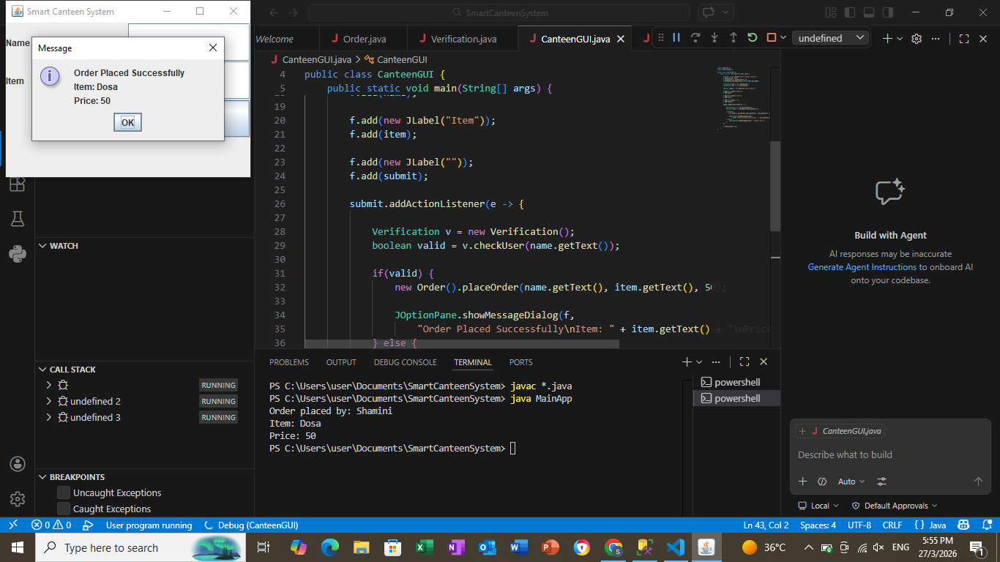 Smart Canteen System
Name
Item
Message
Order Placed Successfully
Item: Dosa
Price: 50
OK
SmartCanteenSystem
Welcome
Order.java
Verification.java
CanteenGUI.java
undefined
CanteenGUI.java > CanteenGUI
4 public class CanteenGUI {
5 public static void main(String[] args) {
19
20 f.add(new JLabel("Item"));
21 f.add(item);
22
23 f.add(new JLabel(""));
24 f.add(submit);
25
26 submit.addActionListener(e -> {
27
28 Verification v = new Verification();
29 boolean valid = v.checkUser(name.getText());
30
31 if(valid) {
32 new Order().placeOrder(name.getText(), item.getText(), 50);
33
34 JOptionPane.showMessageDialog(f,
35 "Order Placed Successfully\nItem: " + item.getText() + "\nPrice
36 } else {
WATCH
CALL STACK
RUNNING
undefined 2 RUNNING
undefined 3 RUNNING
BREAKPOINTS
Uncaught Exceptions
Caught Exceptions
PROBLEMS OUTPUT DEBUG CONSOLE TERMINAL PORTS
PS C:\Users\user\Documents\SmartCanteenSystem> javac *.java
PS C:\Users\user\Documents\SmartCanteenSystem> java MainApp
Order placed by: Shamini
Item: Dosa
Price: 50
PS C:\Users\user\Documents\SmartCanteenSystem>
powershell
powershell
Build with Agent
AI responses may be inaccurate
Generate Agent Instructions to onboard AI
onto your codebase.
CanteenGUI.java
Describe what to build
Auto
Local Default Approvals
0 0 User program running Debug (CanteenGUI) Ln 43, Col 2 Spaces: 4 UTF-8 CRLF { } Java
Type here to search
36°C
ENG
5:55 PM
27/3/2026
1